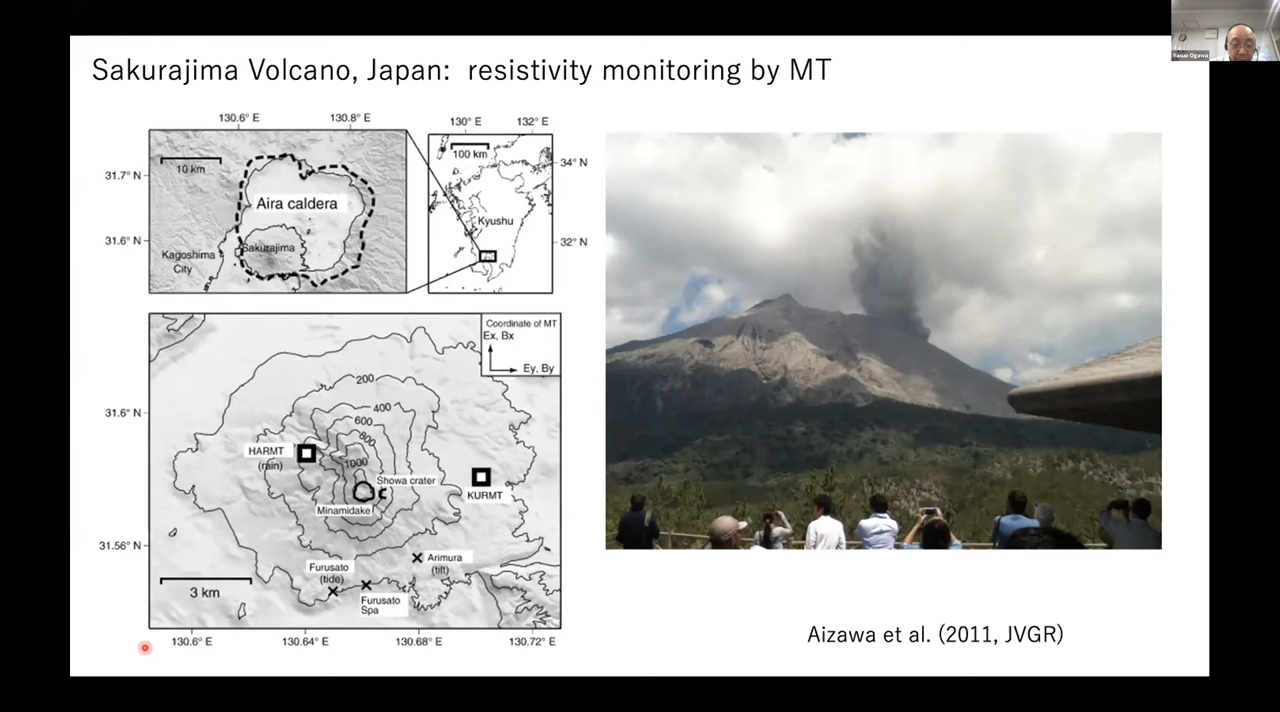 Sakurajima Volcano, Japan: resistivity monitoring by MT
Yasuo Ogawa
130.6° E
130.8° E
130° E
132° E
10 km
100 km
31.7° N
34° N
Aira caldera
Kyushu
31.6° N
Sakurajima
32° N
Kagoshima
City
Coordinate of MT
Ex, Bx
Ey, By
200
31.6° N
400
600
800
HARMT
(rain)
1000
Showa crater
KURMT
Minamidake
31.56° N
Arimura
(tilt)
Furusato
(tide)
3 km
Furusato
Spa
130.6° E
130.64° E
130.68° E
130.72° E
Aizawa et al. (2011, JVGR)